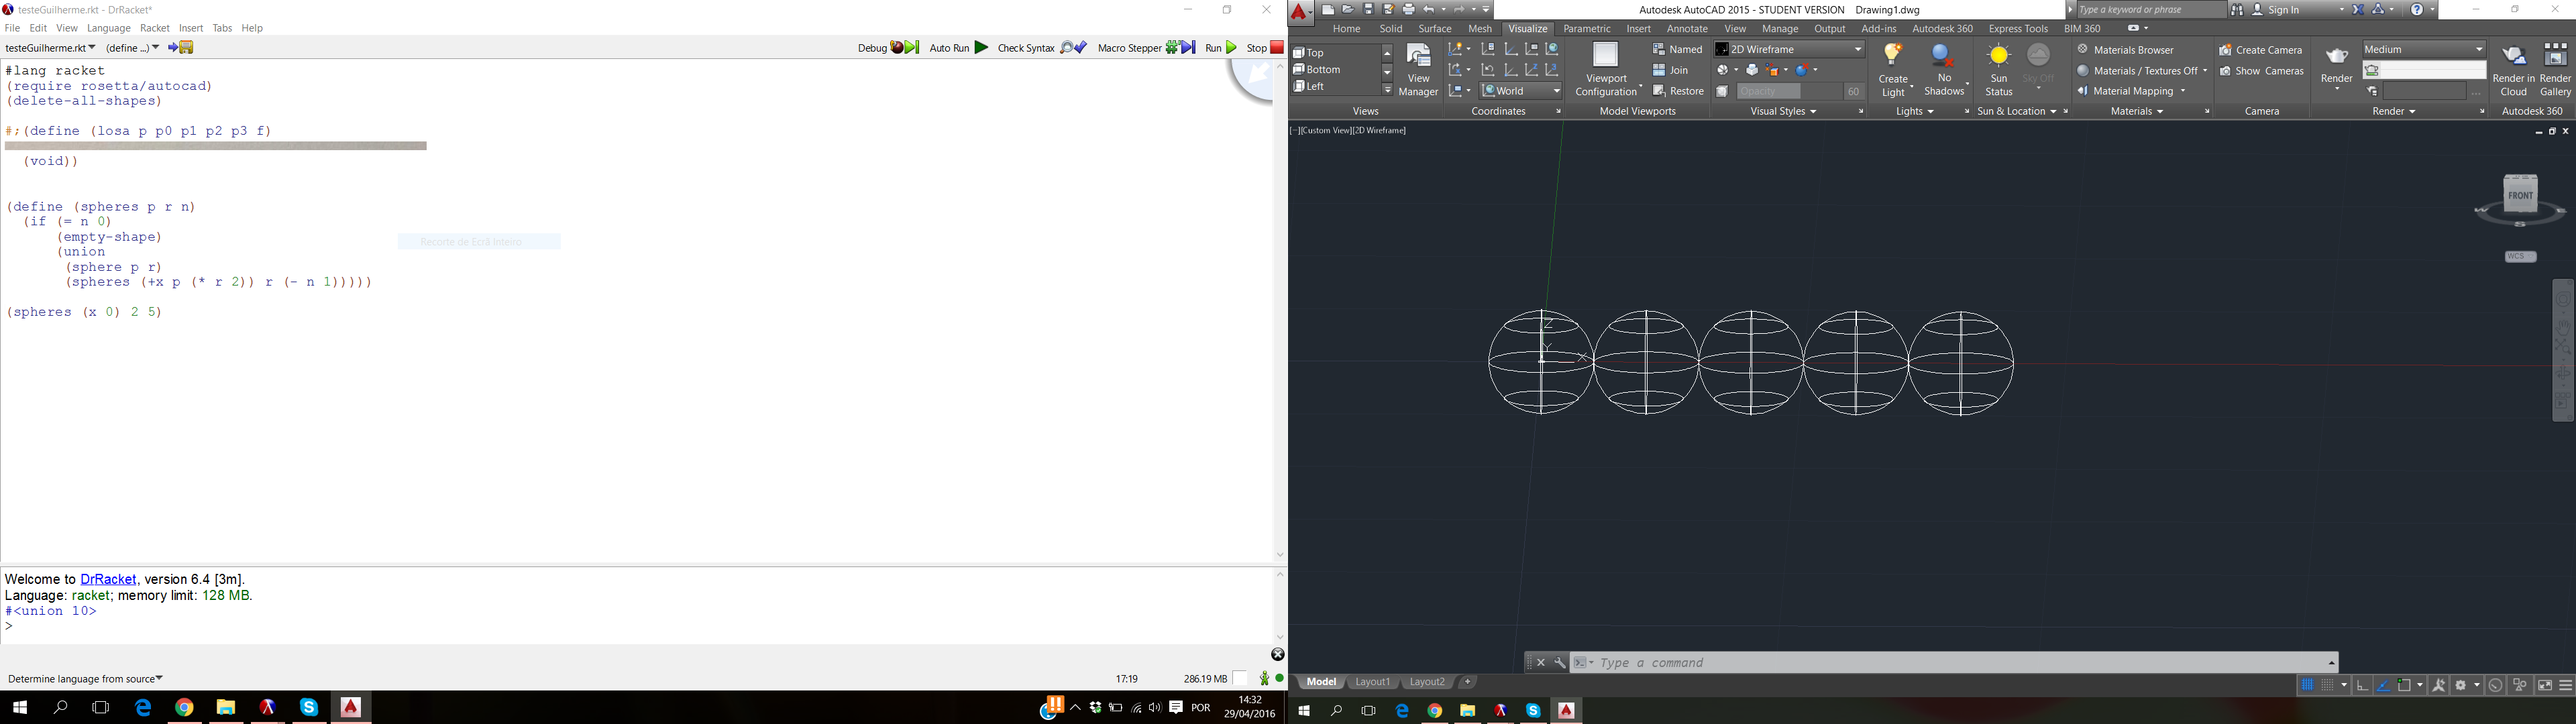 testeGuilherme.rkt - DrRacket*
File Edit View Language Racket Insert Tabs Help
testeGuilherme.rkt (define ...) Debug Auto Run Check Syntax Macro Stepper Run Stop
#lang racket
(require rosetta/autocad)
(delete-all-shapes)
#;(define (losa p p0 p1 p2 p3 f)
(void))
(define (spheres p r n)
(if (= n 0)
(empty-shape)
(union
(sphere p r)
(spheres (+x p (* r 2)) r (- n 1)))))
(spheres (x 0) 2 5)
Recorte de Ecrã Inteiro
Welcome to DrRacket, version 6.4 [3m].
Language: racket; memory limit: 128 MB.
#<union 10>
>
Determine language from source 17:19 286.19 MB
POR 14:32
29/04/2016
Autodesk AutoCAD 2015 - STUDENT VERSION Drawing1.dwg Type a keyword or phrase Sign In
Home Solid Surface Mesh Visualize Parametric Insert Annotate View Manage Output Add-ins Autodesk 360 Express Tools BIM 360
Top
Bottom
Left
View
Manager
Views
World
Coordinates
Viewport
Configuration
Named
Join
Restore
Model Viewports
2D Wireframe
Opacity 60
Visual Styles
Create
Light
No
Shadows
Lights
Sun
Status
Sky Off
Sun & Location
Materials Browser
Materials / Textures Off
Material Mapping
Materials
Create Camera
Show Cameras
Camera
Render
Medium
Render
Render in
Cloud
Render
Gallery
Autodesk 360
[−][Custom View][2D Wireframe]
FRONT
W S E
WCS
Z
Y
X
Type a command
Model Layout1 Layout2 +